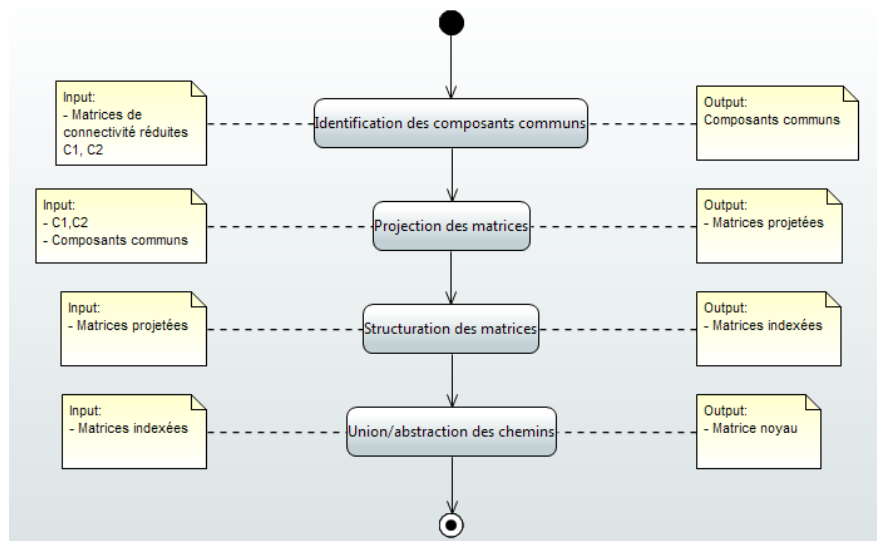 Input:
- Matrices de
connectivité réduites
C1, C2
Identification des composants communs
Output:
Composants communs
Input:
- C1,C2
- Composants communs
Projection des matrices
Output:
- Matrices projetées
Input:
- Matrices projetées
Structuration des matrices
Output:
- Matrices indexées
Input:
- Matrices indexées
Union/abstraction des chemins
Output:
- Matrice noyau